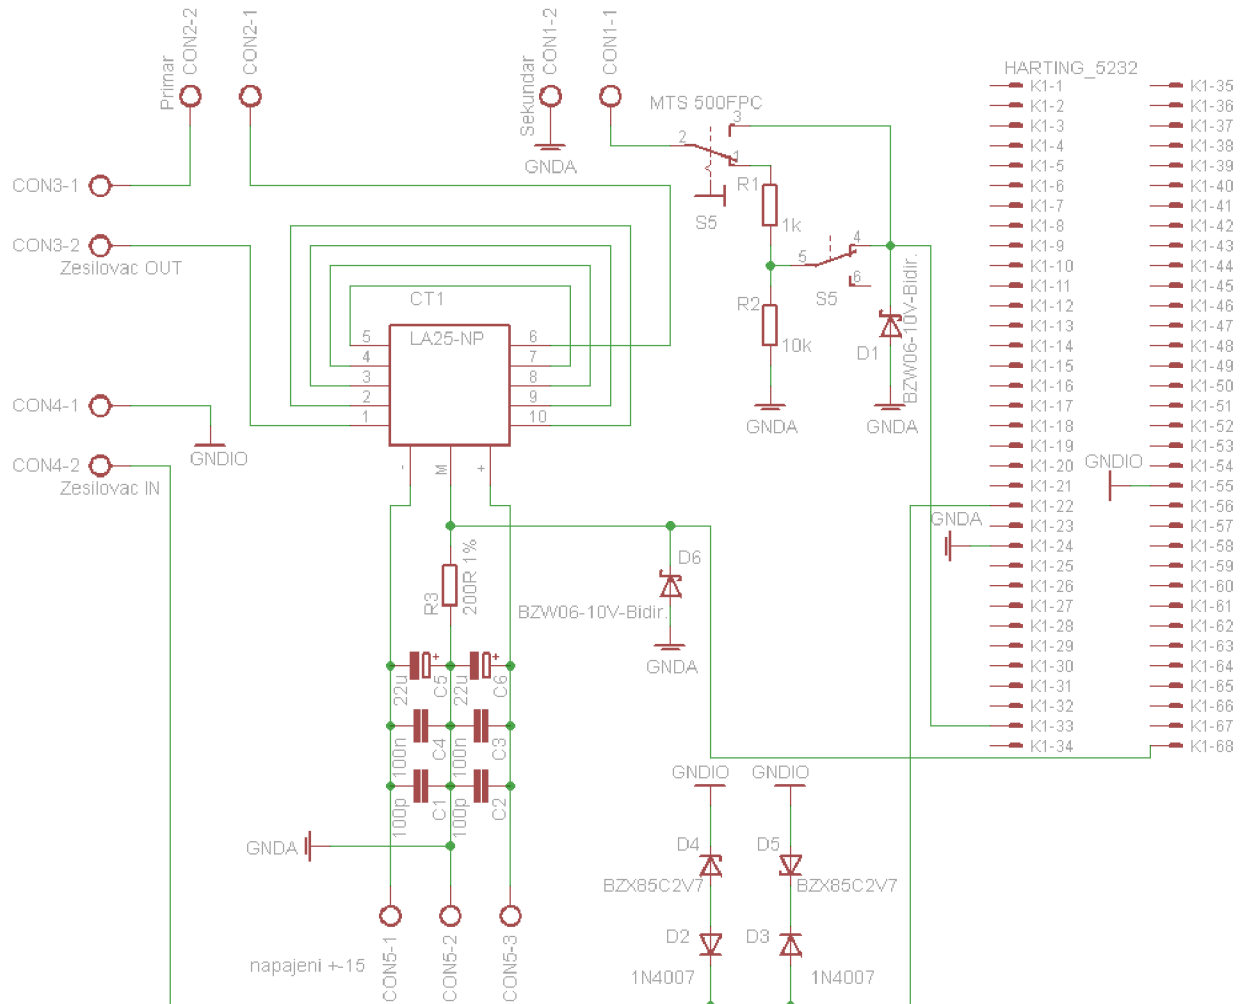 Primar
CON2-2
CON2-1
Sekundar
CON1-2
CON1-1
GNDA
MTS 500FPC
3
2
1
S5
R1
1k
4
5
6
S5
R2
10k
GNDA
D1
BZW06-10V-Bidir.
GNDA
CON3-1
CON3-2
Zesilovac OUT
CT1
LA25-NP
5
4
3
2
1
6
7
8
9
10
-
M
+
CON4-1
GNDIO
CON4-2
Zesilovac IN
R3
200R 1%
D6
BZW06-10V-Bidir.
GNDA
+
22u
C5
+
22u
C6
100n
C4
100n
C3
100p
C1
100p
C2
GNDA
CON5-1
CON5-2
CON5-3
napajeni +-15
GNDIO
GNDIO
D4
BZX85C2V7
D5
BZX85C2V7
D2
1N4007
D3
1N4007
HARTING_5232
K1-1
K1-2
K1-3
K1-4
K1-5
K1-6
K1-7
K1-8
K1-9
K1-10
K1-11
K1-12
K1-13
K1-14
K1-15
K1-16
K1-17
K1-18
K1-19
K1-20
K1-21
K1-22
K1-23
K1-24
K1-25
K1-26
K1-27
K1-28
K1-29
K1-30
K1-31
K1-32
K1-33
K1-34
GNDA
GNDIO
K1-35
K1-36
K1-37
K1-38
K1-39
K1-40
K1-41
K1-42
K1-43
K1-44
K1-45
K1-46
K1-47
K1-48
K1-49
K1-50
K1-51
K1-52
K1-53
K1-54
K1-55
K1-56
K1-57
K1-58
K1-59
K1-60
K1-61
K1-62
K1-63
K1-64
K1-65
K1-66
K1-67
K1-68